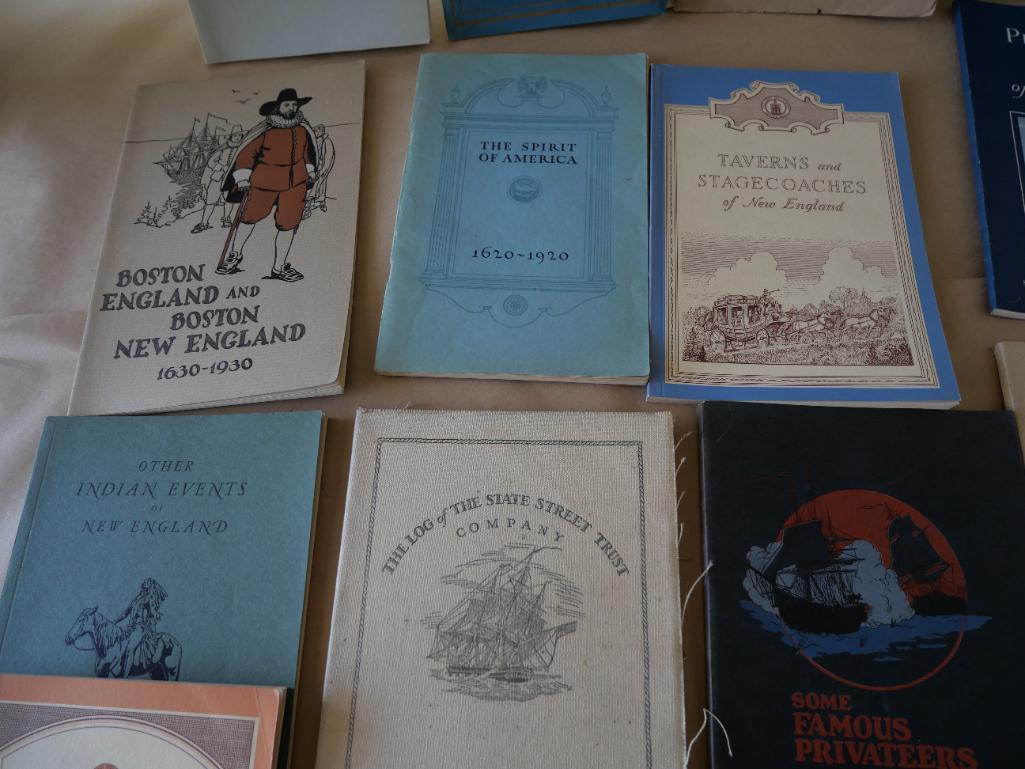 BOSTON
ENGLAND AND
BOSTON
NEW ENGLAND
1630-1930
THE SPIRIT
OF AMERICA
1620~1920
TAVERNS and
STAGECOACHES
of New England
P
of
OTHER
INDIAN EVENTS
of
NEW ENGLAND
THE LOG of THE STATE STREET TRUST
COMPANY
SOME
FAMOUS
PRIVATEERS